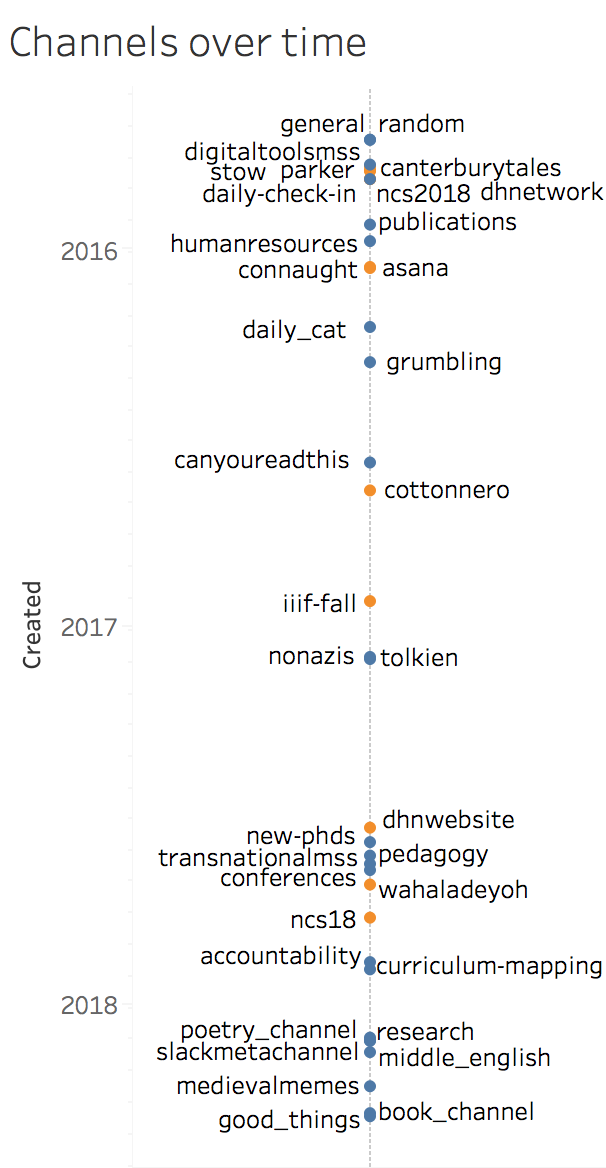 Channels over time
general random
digitaltoolsmss
stow parker canterburytales
daily-check-in ncs2018 dhnetwork
publications
2016
humanresources
connaught asana
daily_cat
grumbling
canyoureadthis
cottonnero
iiif-fall
Created
2017
nonazis tolkien
dhnwebsite
new-phds
transnationalmss pedagogy
conferences
wahaladeyoh
ncs18
accountability
curriculum-mapping
2018
poetry_channel research
slackmetachannel
middle_english
medievalmemes
book_channel
good_things